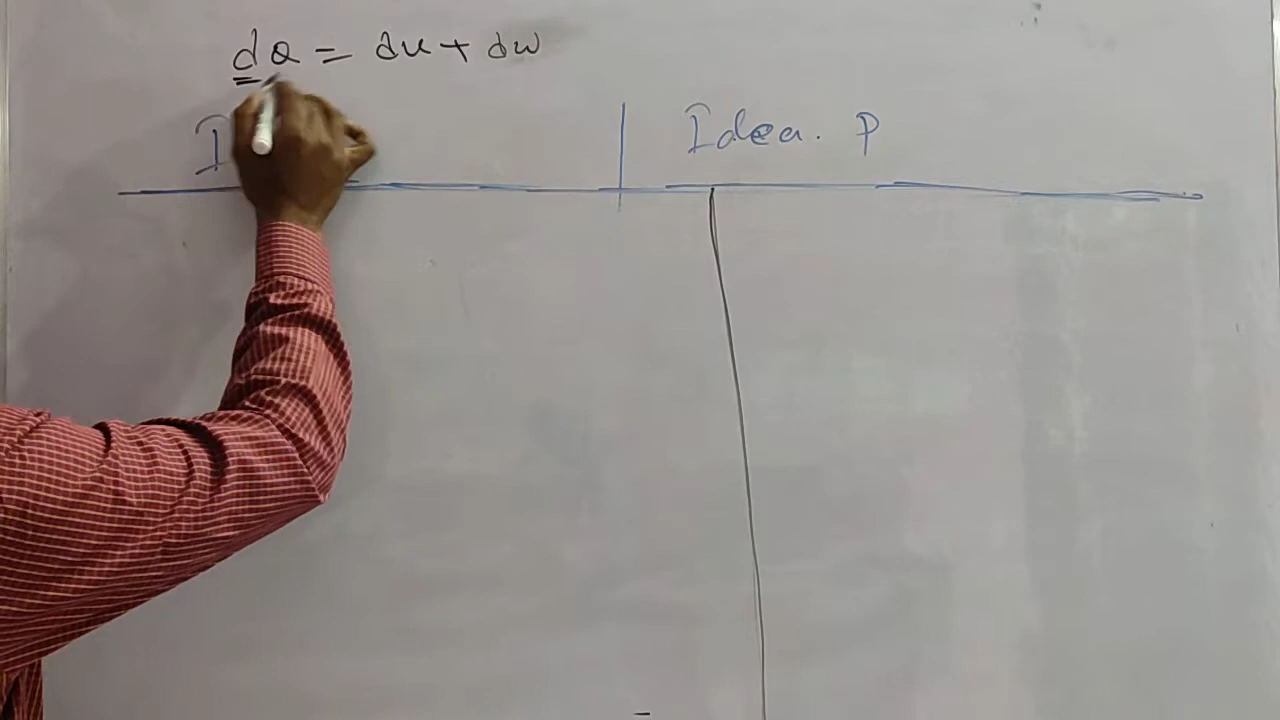 dQ = du + dw
I
Idea. P